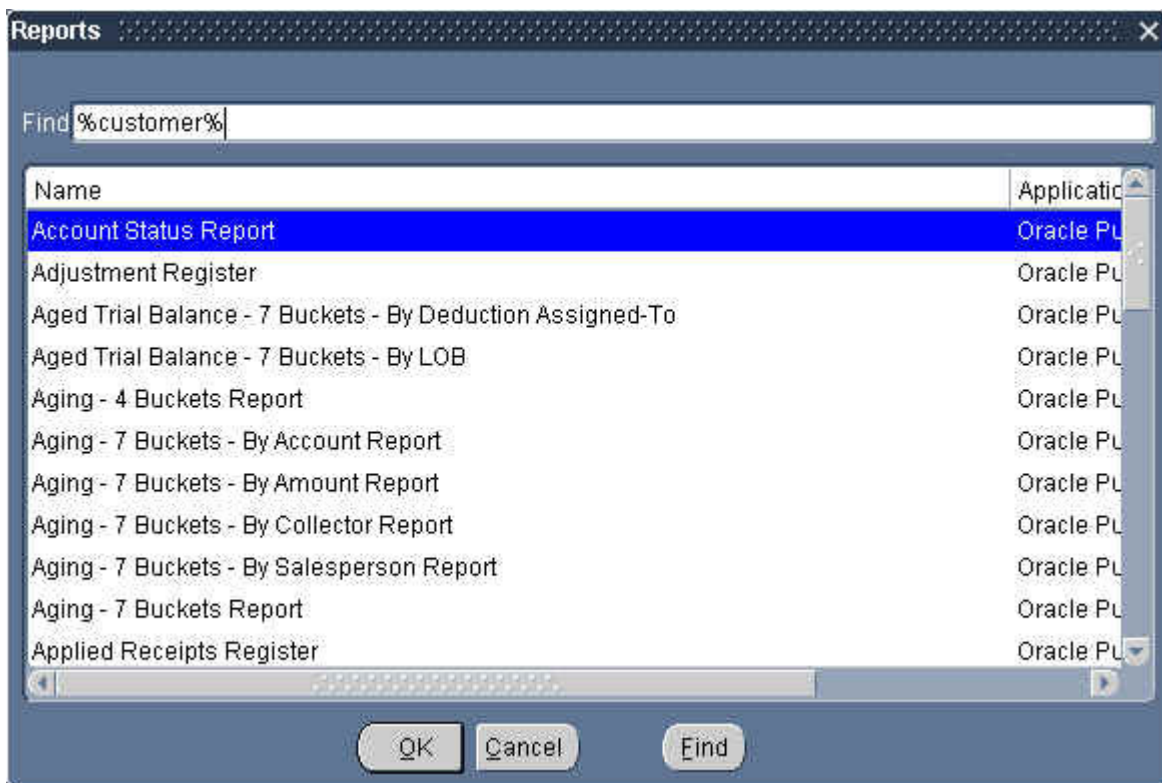 Reports
Find %customer%
Name Applicatio
Account Status Report Oracle Pu
Adjustment Register Oracle Pu
Aged Trial Balance - 7 Buckets - By Deduction Assigned-To Oracle Pu
Aged Trial Balance - 7 Buckets - By LOB Oracle Pu
Aging - 4 Buckets Report Oracle Pu
Aging - 7 Buckets - By Account Report Oracle Pu
Aging - 7 Buckets - By Amount Report Oracle Pu
Aging - 7 Buckets - By Collector Report Oracle Pu
Aging - 7 Buckets - By Salesperson Report Oracle Pu
Aging - 7 Buckets Report Oracle Pu
Applied Receipts Register Oracle Pu
OK Cancel Find